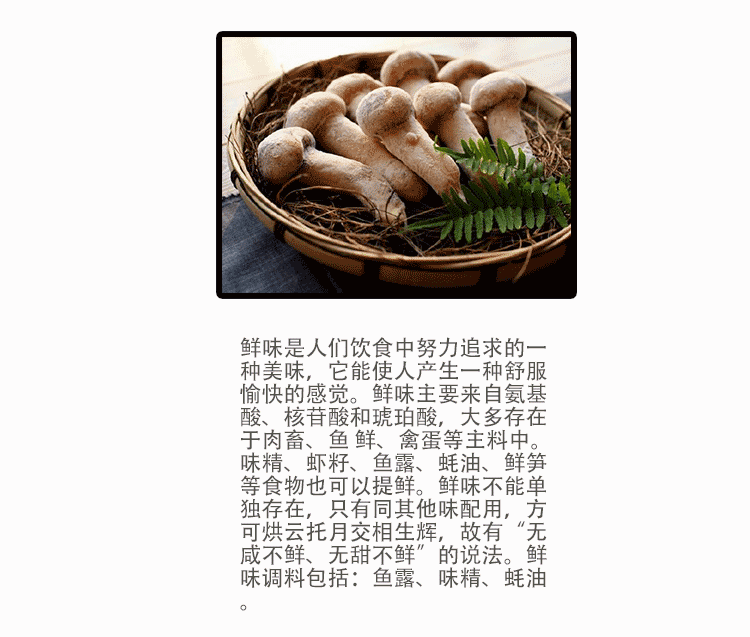 鲜味是人们饮食中努力追求的一
种美味，它能使人产生一种舒服
愉快的感觉。鲜味主要来自氨基
酸、核苷酸和琥珀酸，大多存在
于肉畜、鱼 鲜、禽蛋等主料中。
味精、虾籽、鱼露、蚝油、鲜笋
等食物也可以提鲜。鲜味不能单
独存在，只有同其他味配用，方
可烘云托月交相生辉，故有“无
咸不鲜、无甜不鲜”的说法。鲜
味调料包括：鱼露、味精、蚝油
。